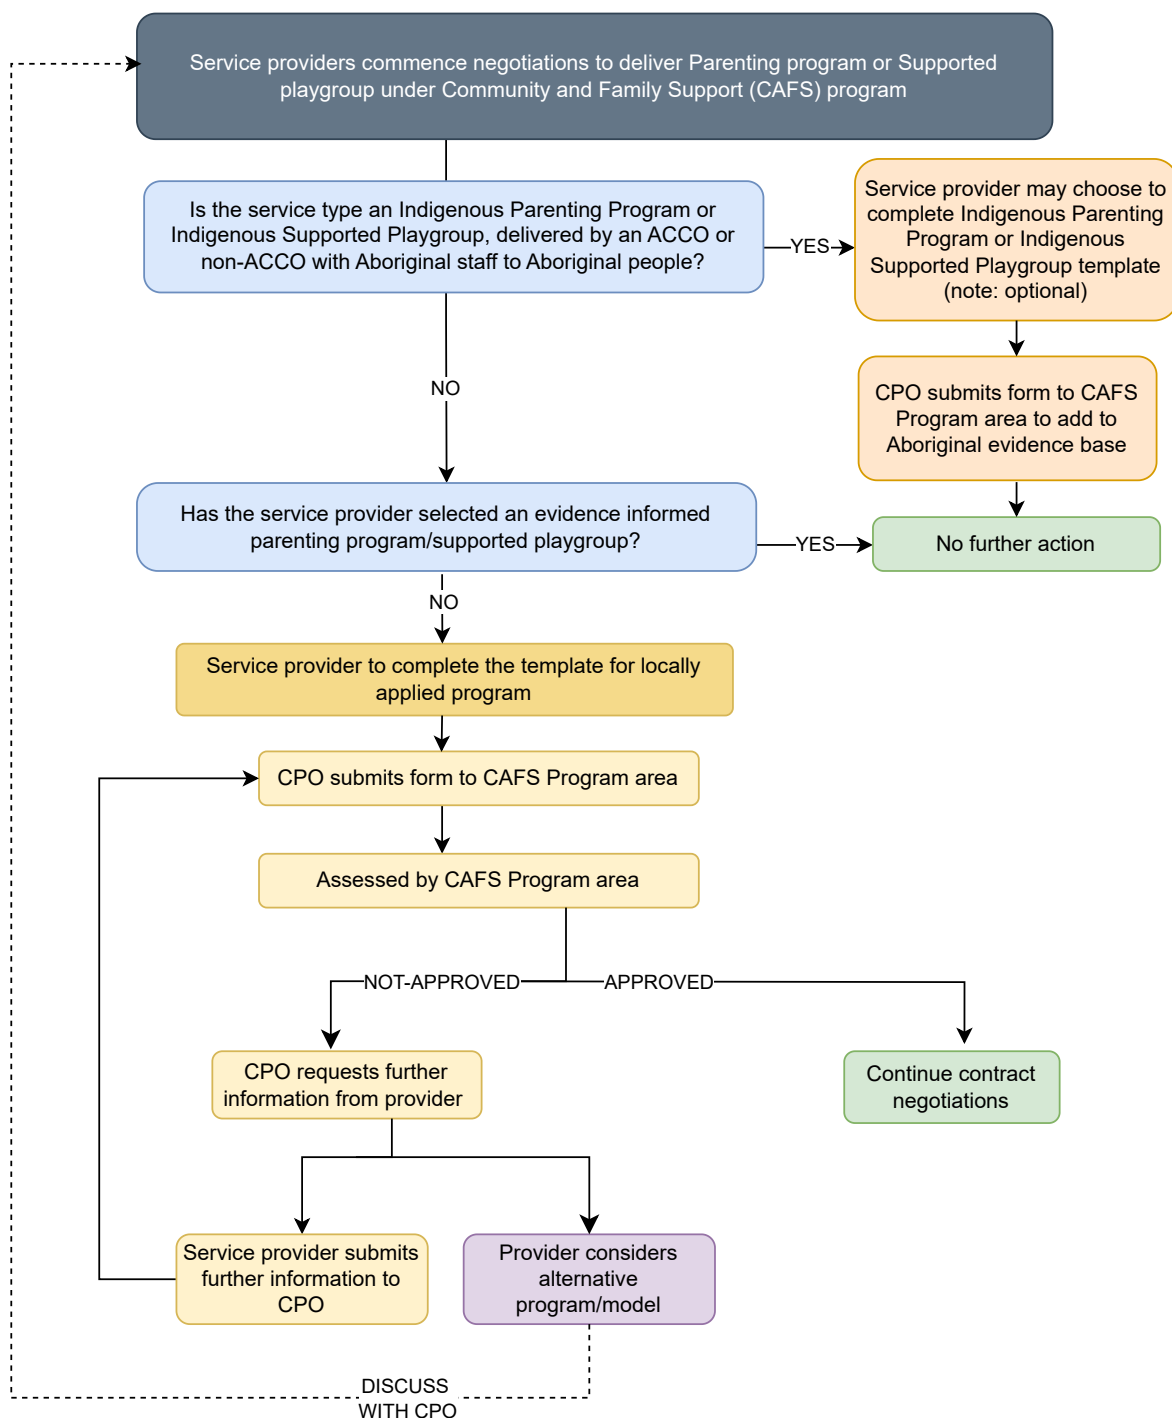 Service providers commence negotiations to deliver Parenting program or Supported
playgroup under Community and Family Support (CAFS) program
Is the service type an Indigenous Parenting Program or
Indigenous Supported Playgroup, delivered by an ACCO or
non-ACCO with Aboriginal staff to Aboriginal people?
YES
Service provider may choose to
complete Indigenous Parenting
Program or Indigenous
Supported Playgroup template
(note: optional)
NO
CPO submits form to CAFS
Program area to add to
Aboriginal evidence base
Has the service provider selected an evidence informed
parenting program/supported playgroup?
YES
No further action
NO
Service provider to complete the template for locally
applied program
CPO submits form to CAFS Program area
Assessed by CAFS Program area
NOT-APPROVED
APPROVED
CPO requests further
information from provider
Continue contract
negotiations
Service provider submits
further information to
CPO
Provider considers
alternative
program/model
DISCUSS
WITH CPO